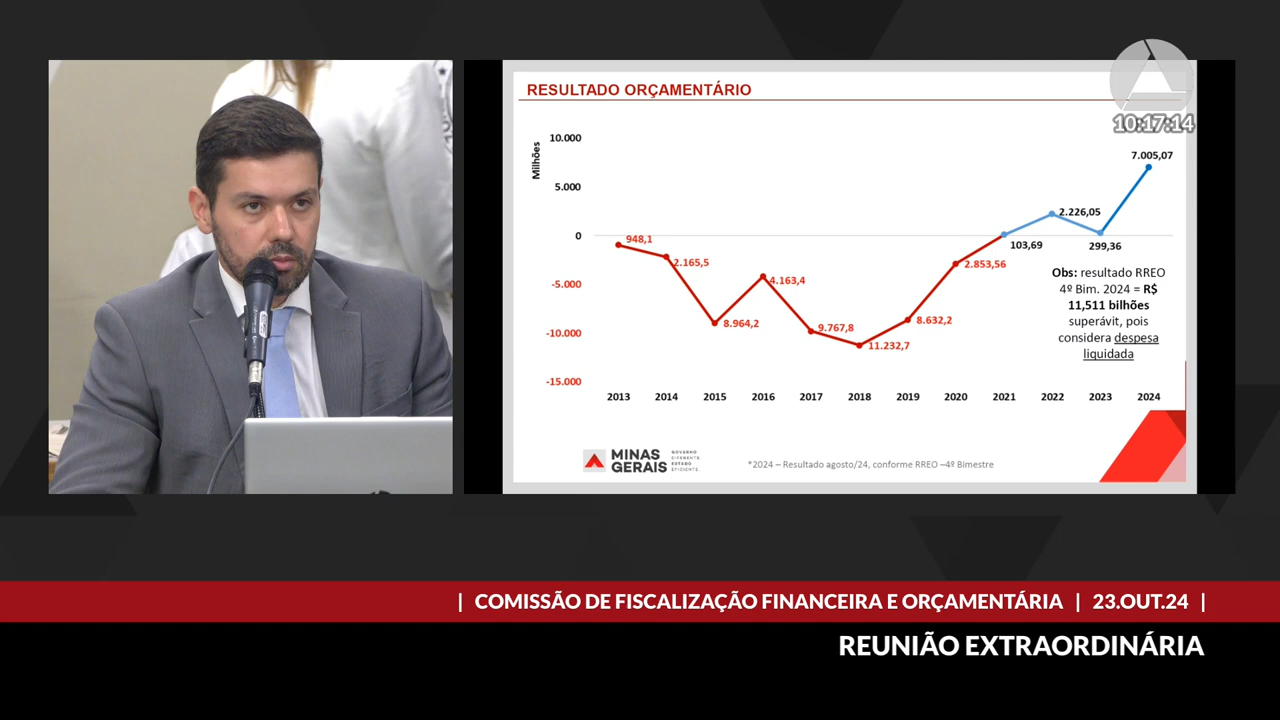 RESULTADO ORÇAMENTÁRIO
10:17:14
Milhões
10.000
5.000
0
-5.000
-10.000
-15.000
948,1
2.165,5
8.964,2
4.163,4
9.767,8
11.232,7
8.632,2
2.853,56
103,69
2.226,05
299,36
7.005,07
Obs: resultado RREO
4º Bim. 2024 = R$
11,511 bilhões
superávit, pois
considera despesa
liquidada
2013 2014 2015 2016 2017 2018 2019 2020 2021 2022 2023 2024
MINAS
GERAIS
GOVERNO
DIFERENTE.
ESTADO
EFICIENTE.
*2024 – Resultado agosto/24, conforme RREO –4º Bimestre
| COMISSÃO DE FISCALIZAÇÃO FINANCEIRA E ORÇAMENTÁRIA | 23.OUT.24 |
REUNIÃO EXTRAORDINÁRIA